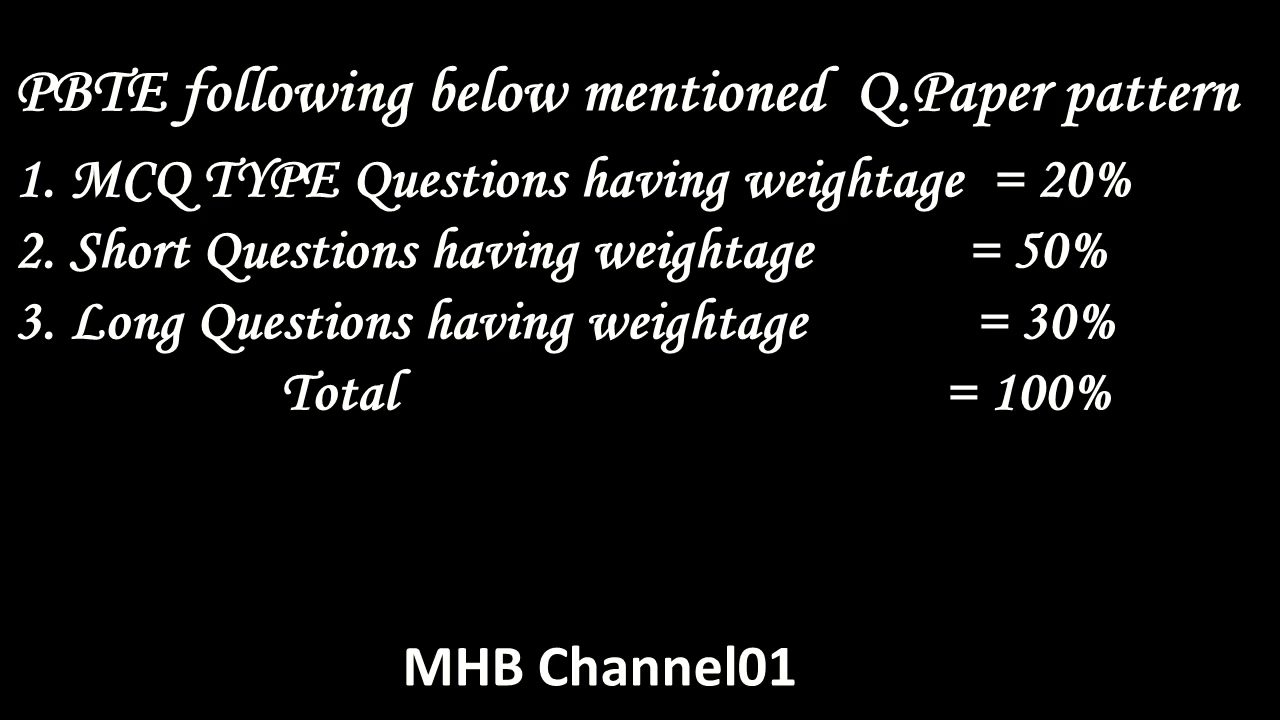 PBTE following below mentioned Q.Paper pattern
1. MCQ TYPE Questions having weightage = 20%
2. Short Questions having weightage = 50%
3. Long Questions having weightage = 30%
Total = 100%
MHB Channel01